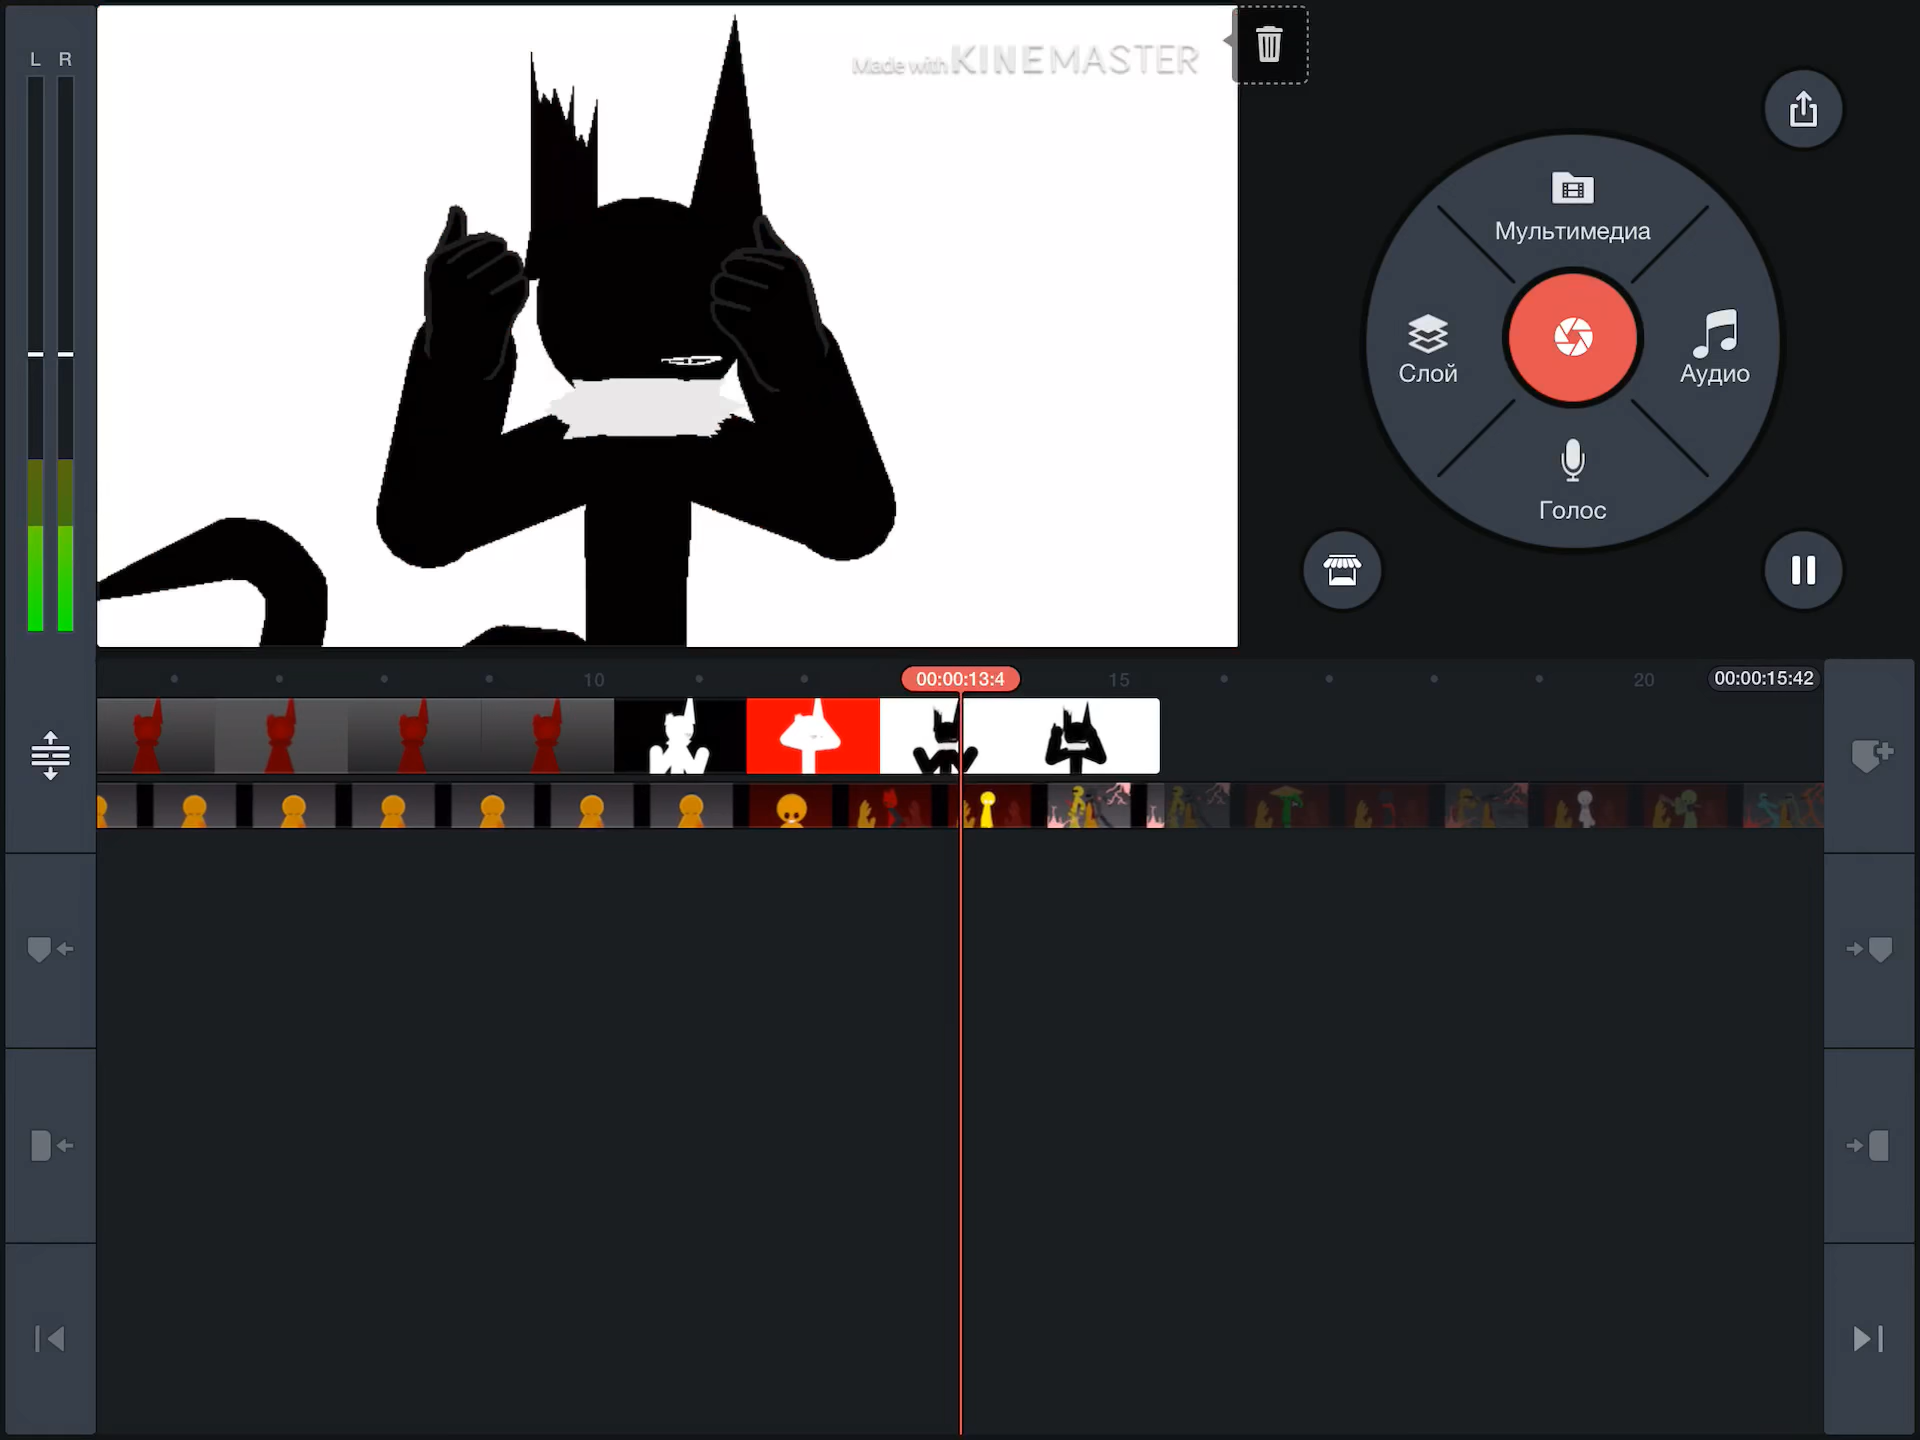 L R
Made with KINEMASTER
Мультимедиа
Слой
Аудио
Голос
10
00:00:13:4
15
20
00:00:15:42